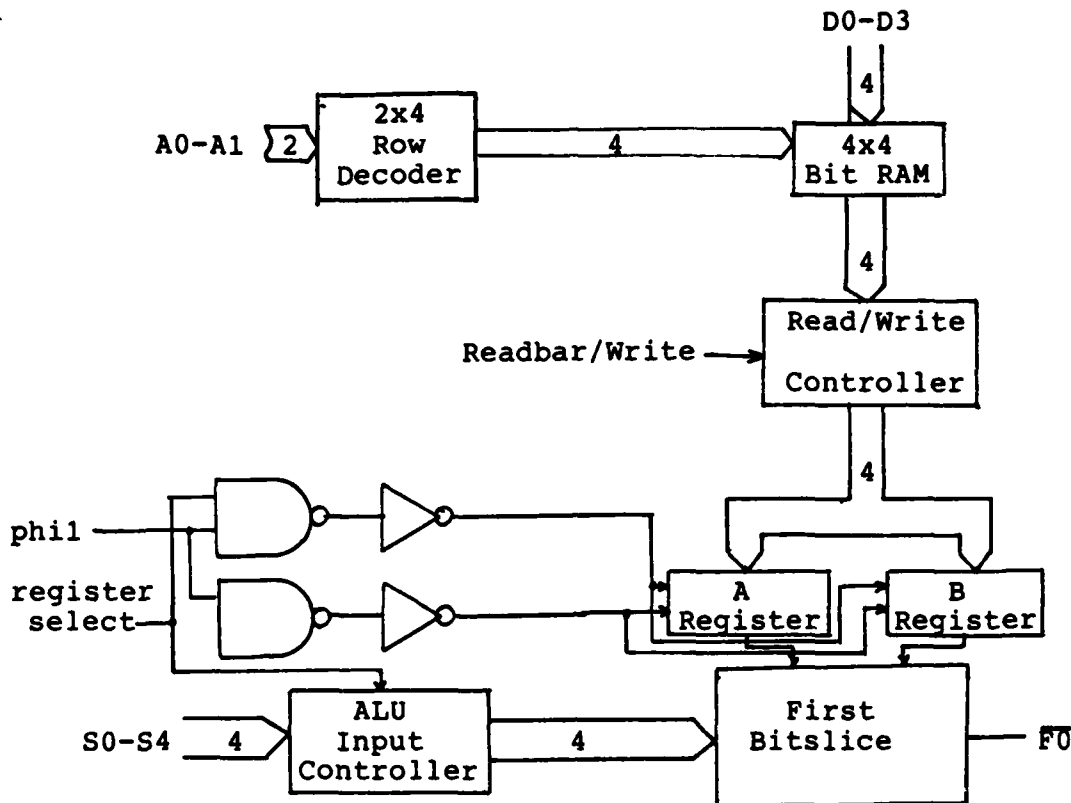 D0-D3
4
2x4
Row
Decoder
A0-A1
2
4
4x4
Bit RAM
4
Read/Write
Controller
Readbar/Write
4
phi1
register
select
A
Register
B
Register
S0-S4
4
ALU
Input
Controller
4
First
Bitslice
F̅0̅